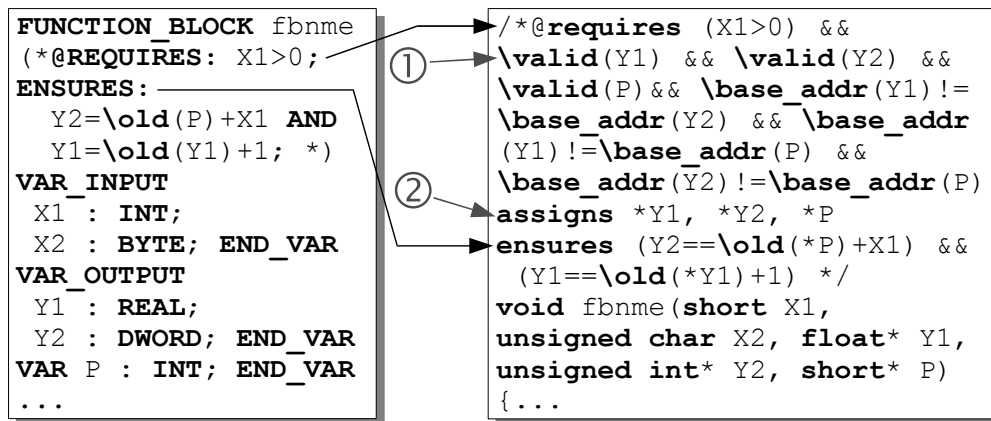 FUNCTION_BLOCK fbnme
(*@REQUIRES: X1>0;
ENSURES:
Y2=\old(P)+X1 AND
Y1=\old(Y1)+1; *)
VAR_INPUT
X1 : INT;
X2 : BYTE; END_VAR
VAR_OUTPUT
Y1 : REAL;
Y2 : DWORD; END_VAR
VAR P : INT; END_VAR
...
①
②
/*@requires (X1>0) &&
\valid(Y1) && \valid(Y2) &&
\valid(P)&& \base_addr(Y1)!=
\base_addr(Y2) && \base_addr
(Y1)!=\base_addr(P) &&
\base_addr(Y2)!=\base_addr(P)
assigns *Y1, *Y2, *P
ensures (Y2==\old(*P)+X1) &&
(Y1==\old(*Y1)+1) */
void fbnme(short X1,
unsigned char X2, float* Y1,
unsigned int* Y2, short* P)
{...